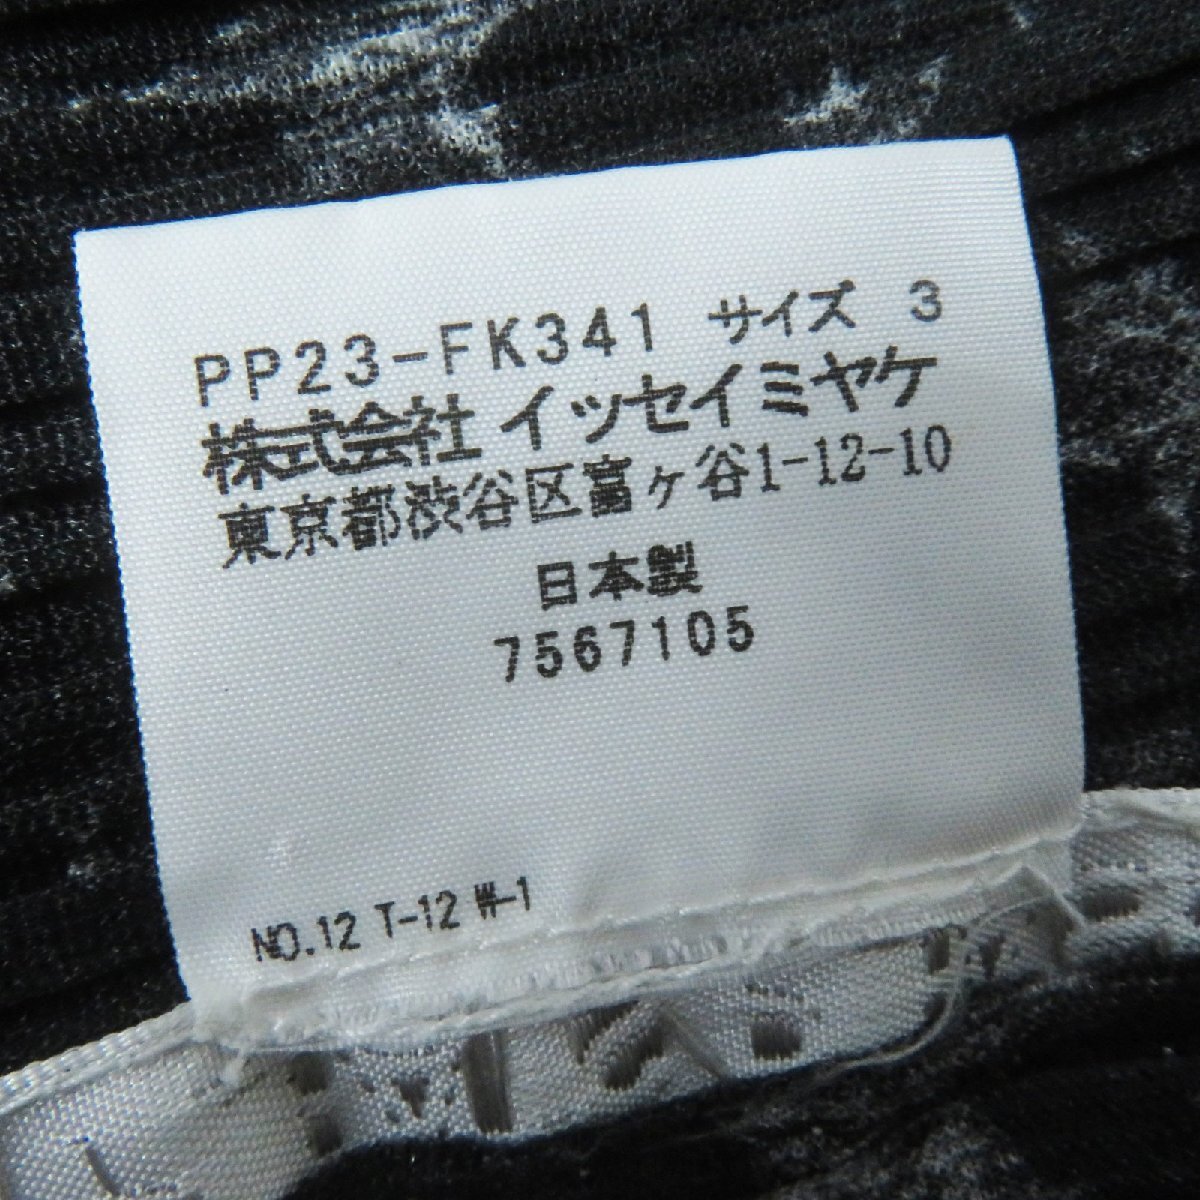 PP23-FK341 サイズ 3
株式会社 イッセイミヤケ
東京都渋谷区富ヶ谷1-12-10
日本製
7567105
NO.12 T-12 W-1